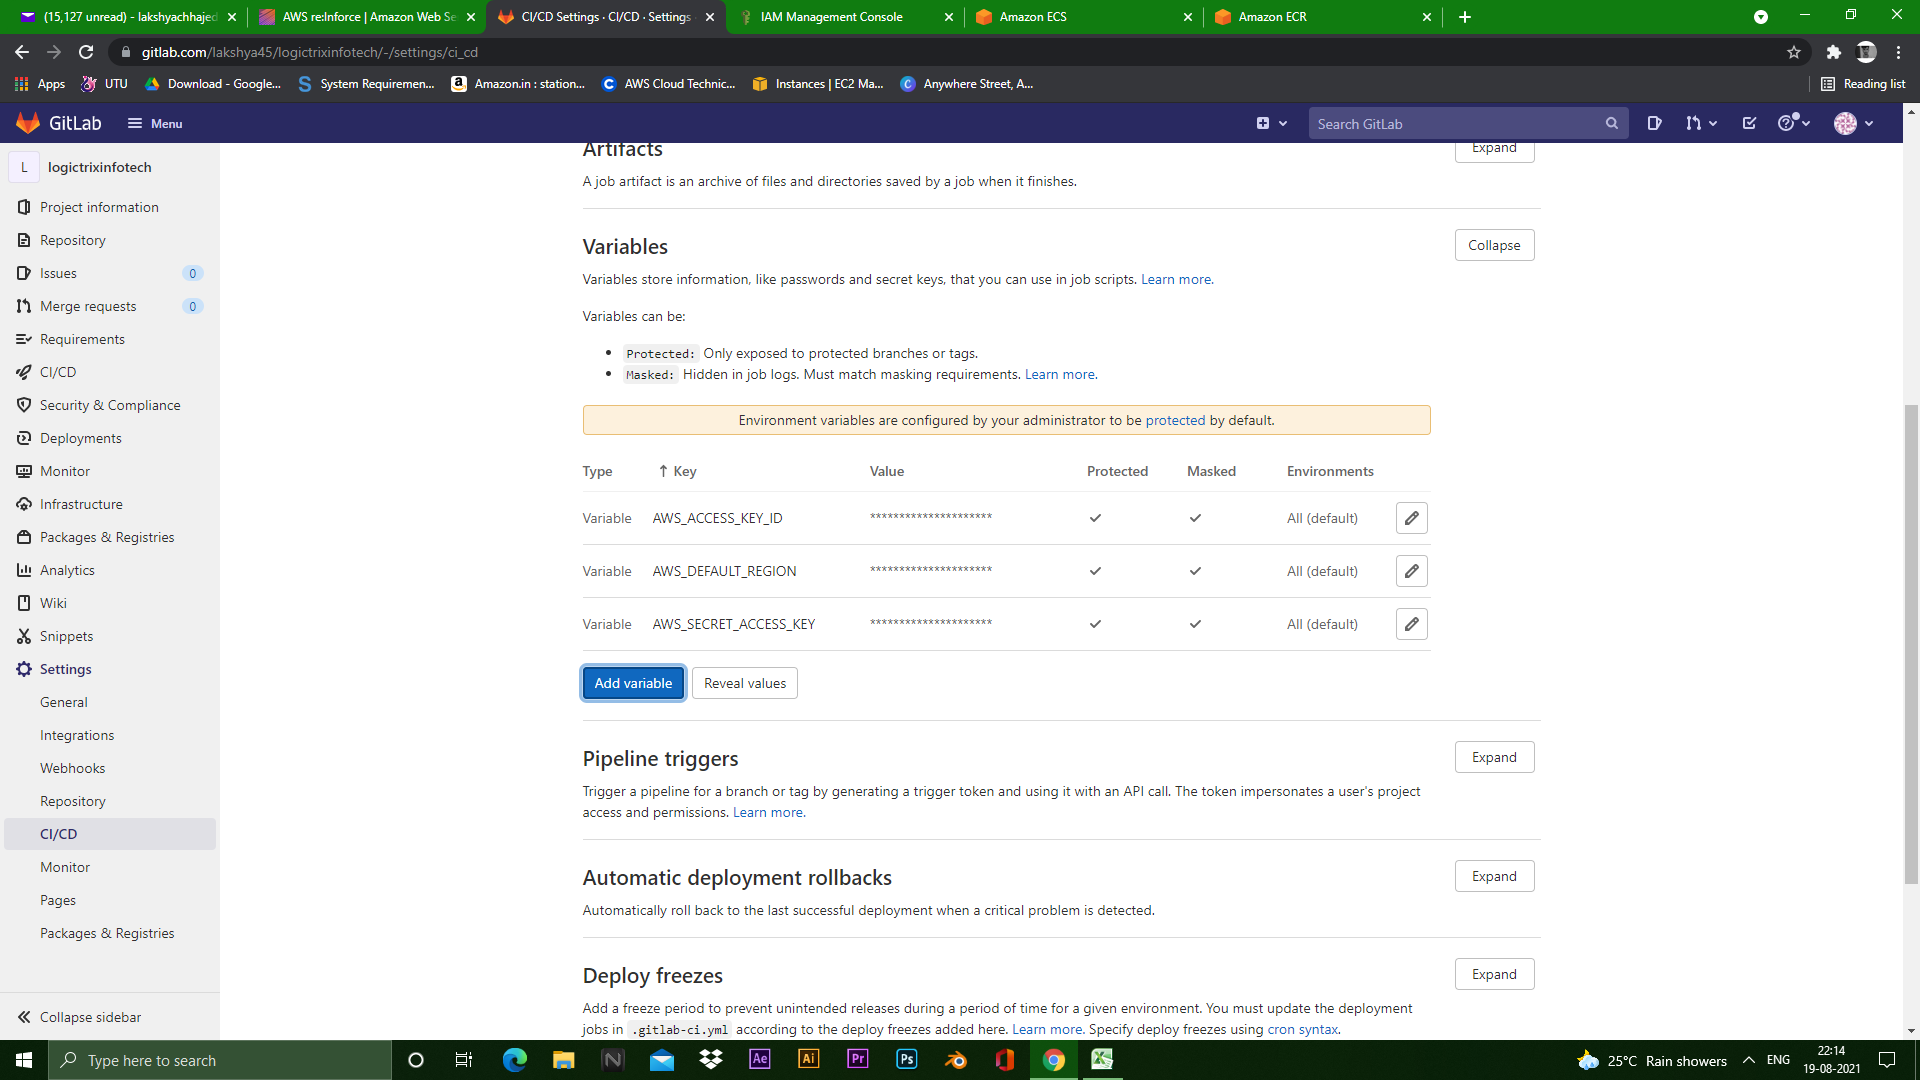 (15,127 unread) - lakshyachhajed
AWS re:Inforce | Amazon Web Se
CI/CD Settings · CI/CD · Settings
IAM Management Console
Amazon ECS
Amazon ECR
gitlab.com/lakshya45/logictrixinfotech/-/settings/ci_cd
Apps
UTU
Download - Google...
System Requiremen...
Amazon.in : station...
AWS Cloud Technic...
Instances | EC2 Ma...
Anywhere Street, A...
Reading list
GitLab
Menu
Search GitLab
L logictrixinfotech
Project information
Repository
Issues 0
Merge requests 0
Requirements
CI/CD
Security & Compliance
Deployments
Monitor
Infrastructure
Packages & Registries
Analytics
Wiki
Snippets
Settings
General
Integrations
Webhooks
Repository
CI/CD
Monitor
Pages
Packages & Registries
Collapse sidebar
Artifacts
Expand
A job artifact is an archive of files and directories saved by a job when it finishes.
Variables
Collapse
Variables store information, like passwords and secret keys, that you can use in job scripts. Learn more.
Variables can be:
• Protected: Only exposed to protected branches or tags.
• Masked: Hidden in job logs. Must match masking requirements. Learn more.
Environment variables are configured by your administrator to be protected by default.
Type ↑ Key Value Protected Masked Environments
Variable AWS_ACCESS_KEY_ID ********************* All (default)
Variable AWS_DEFAULT_REGION ********************* All (default)
Variable AWS_SECRET_ACCESS_KEY ********************* All (default)
Add variable
Reveal values
Pipeline triggers
Expand
Trigger a pipeline for a branch or tag by generating a trigger token and using it with an API call. The token impersonates a user's project
access and permissions. Learn more.
Automatic deployment rollbacks
Expand
Automatically roll back to the last successful deployment when a critical problem is detected.
Deploy freezes
Expand
Add a freeze period to prevent unintended releases during a period of time for a given environment. You must update the deployment
jobs in .gitlab-ci.yml according to the deploy freezes added here. Learn more. Specify deploy freezes using cron syntax.
Type here to search
Ae
Ai
Pr
Ps
25°C Rain showers
ENG
22:14
19-08-2021